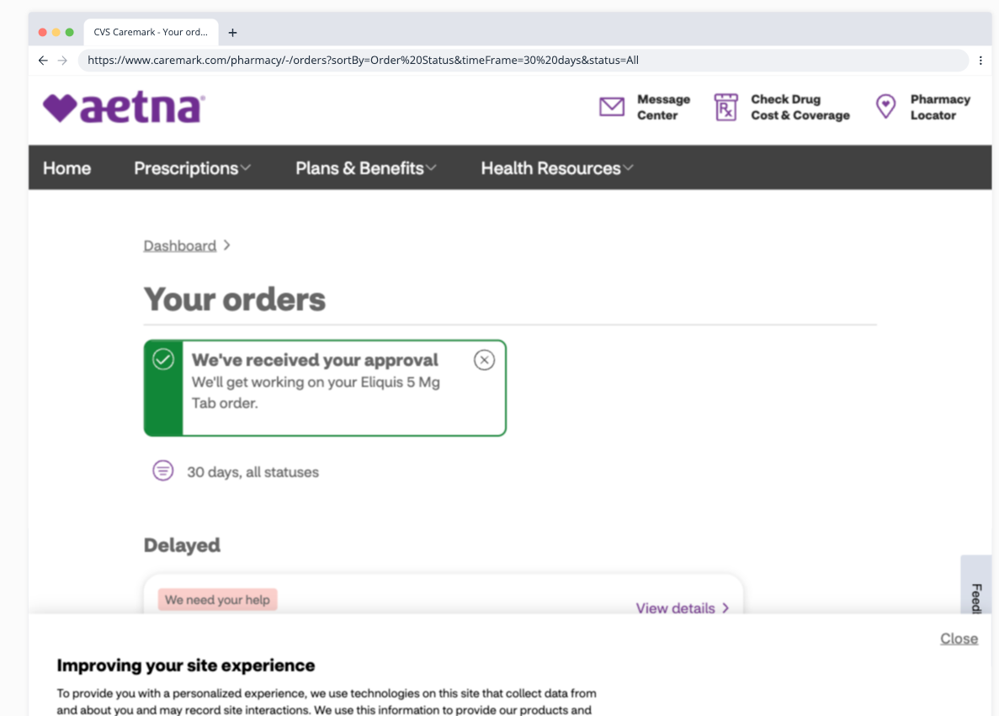 CVS Caremark - Your ord...
https://www.caremark.com/pharmacy/-/orders?sortBy=Order%20Status&timeFrame=30%20days&status=All
aetna®
Message
Center
Check Drug
Cost & Coverage
Pharmacy
Locator
Home Prescriptions Plans & Benefits Health Resources
Dashboard
Your orders
We've received your approval
We'll get working on your Eliquis 5 Mg
Tab order.
30 days, all statuses
Delayed
We need your help
View details
Close
Improving your site experience
To provide you with a personalized experience, we use technologies on this site that collect data from
and about you and may record site interactions. We use this information to provide our products and